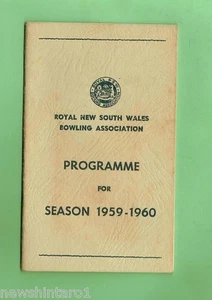 ROYAL NEW SOUTH WALES
BOWLING ASSOCIATION
PROGRAMME
FOR
SEASON 1959-1960
© newshintaro1